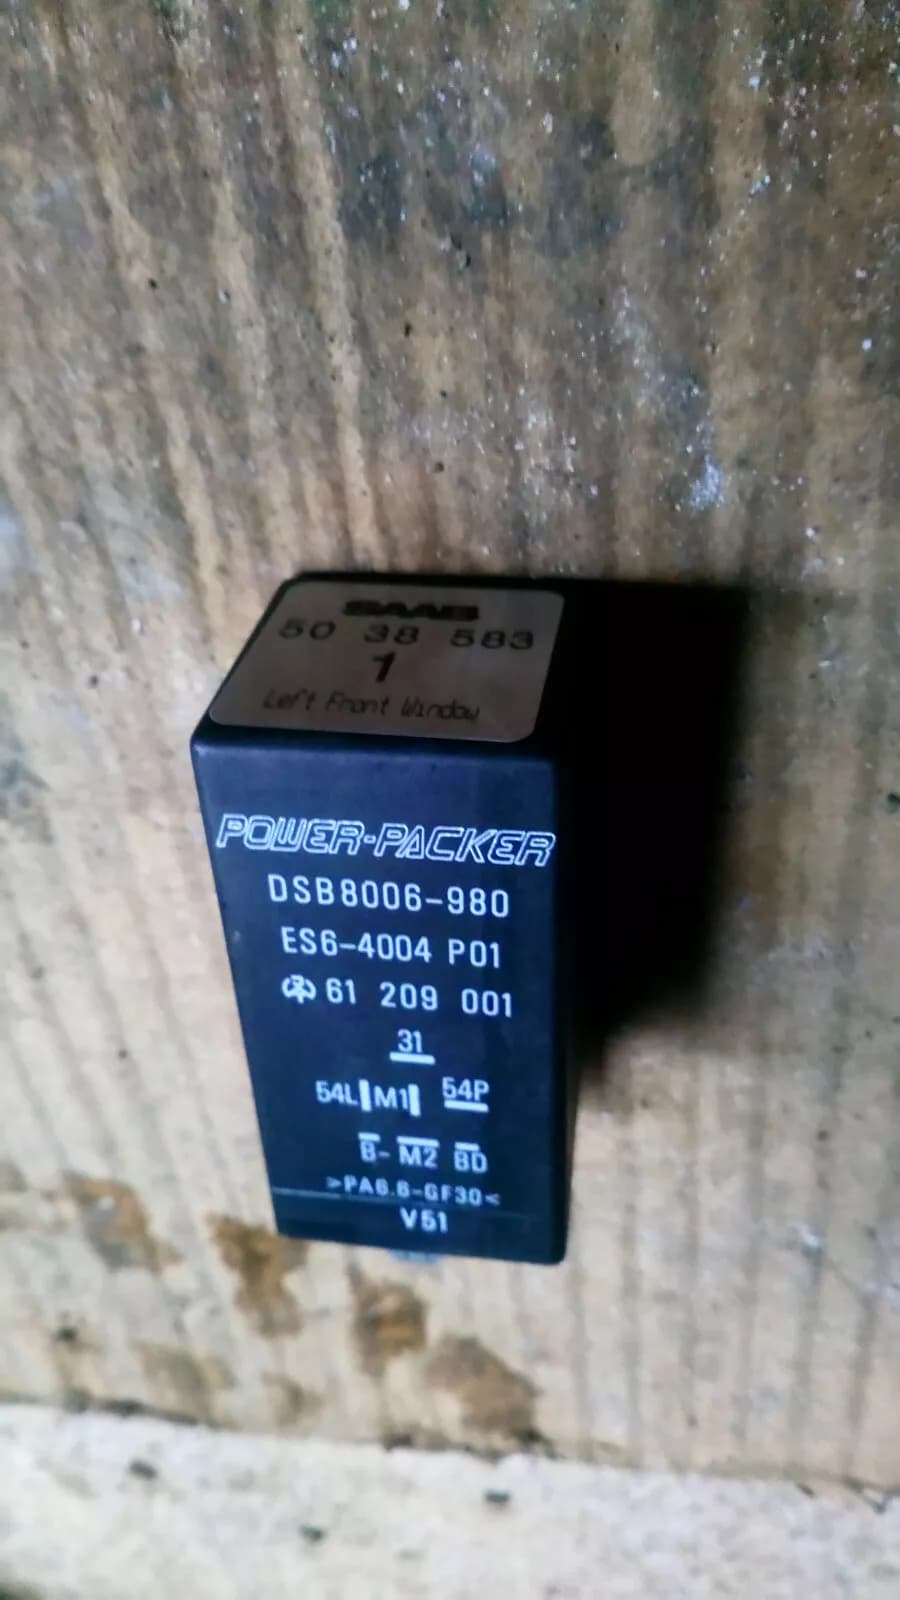 SAAB
50 38 583
1
Left Front Window
POWER-PACKER
DSB8006-980
ES6-4004 P01
61 209 001
31
54L M1 54P
B- M2 BD
>PA6.6-GF30<
V51